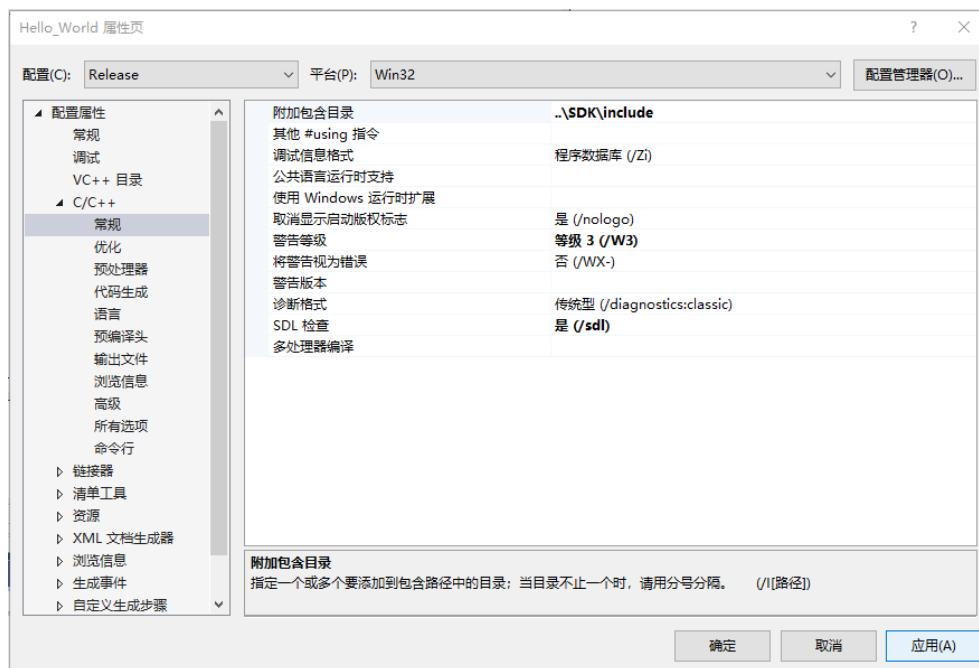 Hello_World 属性页
配置(C): Release 平台(P): Win32 配置管理器(O)...
配置属性
常规
调试
VC++ 目录
C/C++
常规
优化
预处理器
代码生成
语言
预编译头
输出文件
浏览信息
高级
所有选项
命令行
链接器
清单工具
资源
XML 文档生成器
浏览信息
生成事件
自定义生成步骤
附加包含目录 ..\SDK\include
其他 #using 指令
调试信息格式 程序数据库 (/Zi)
公共语言运行时支持
使用 Windows 运行时扩展
取消显示启动版权标志 是 (/nologo)
警告等级 等级 3 (/W3)
将警告视为错误 否 (/WX-)
警告版本
诊断格式 传统型 (/diagnostics:classic)
SDL 检查 是 (/sdl)
多处理器编译
附加包含目录
指定一个或多个要添加到包含路径中的目录；当目录不止一个时，请用分号分隔。 (/I[路径])
确定 取消 应用(A)